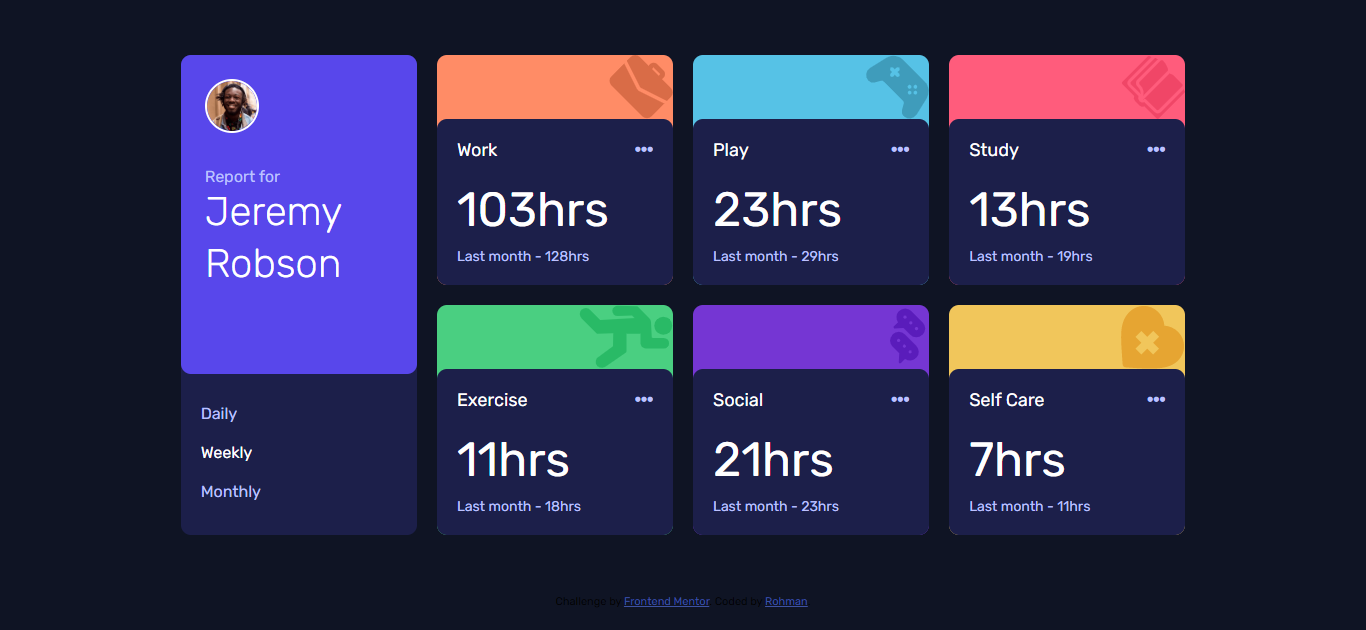 Report for
Jeremy
Robson
Daily
Weekly
Monthly
Work
103hrs
Last month - 128hrs
Play
23hrs
Last month - 29hrs
Study
13hrs
Last month - 19hrs
Exercise
11hrs
Last month - 18hrs
Social
21hrs
Last month - 23hrs
Self Care
7hrs
Last month - 11hrs
Challenge by Frontend Mentor. Coded by Rohman